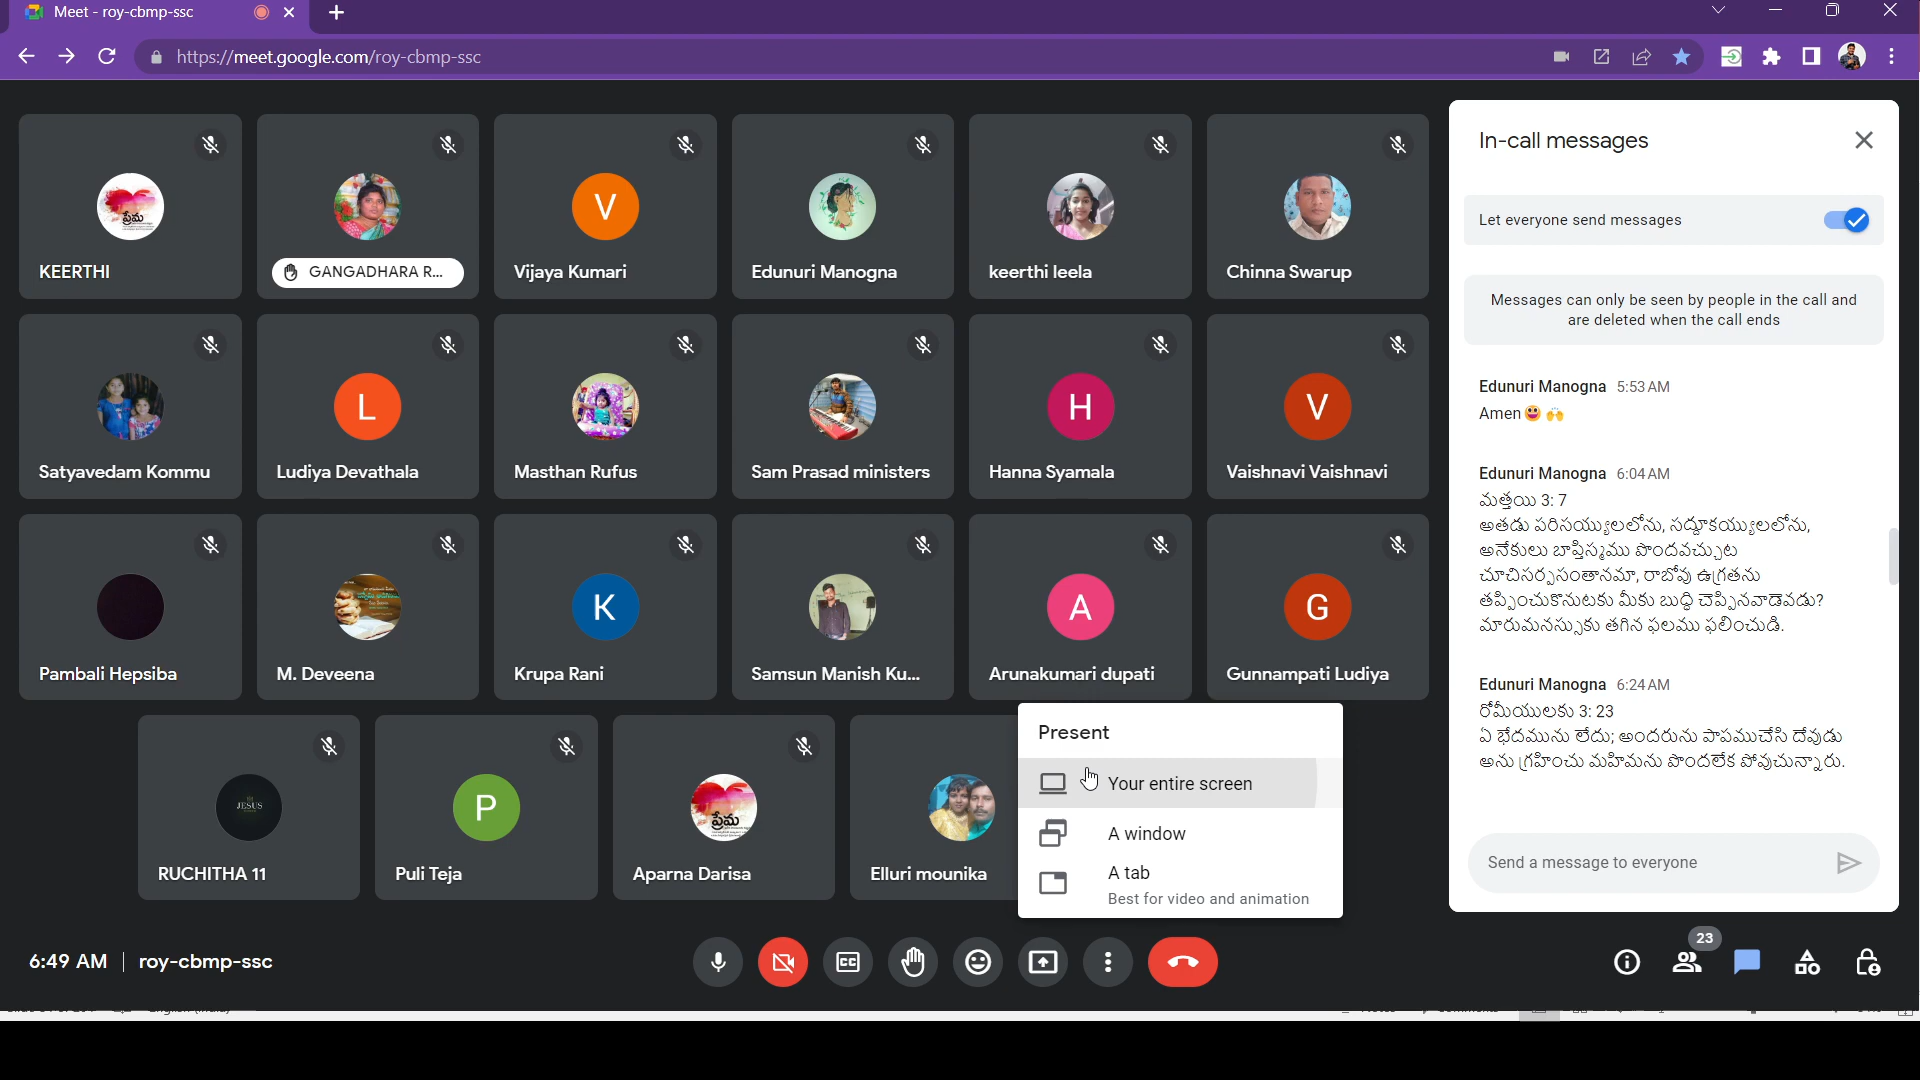 Meet - roy-cbmp-ssc
https://meet.google.com/roy-cbmp-ssc
KEERTHI
GANGADHARA R...
Vijaya Kumari
Edunuri Manogna
keerthi leela
Chinna Swarup
Satyavedam Kommu
L
Ludiya Devathala
Masthan Rufus
Sam Prasad ministers
H
Hanna Syamala
V
Vaishnavi Vaishnavi
ప్రేమ
V
Pambali Hepsiba
M. Deveena
K
Krupa Rani
Samsun Manish Ku...
A
Arunakumari dupati
G
Gunnampati Ludiya
JESUS
RUCHITHA 11
P
Puli Teja
ప్రేమ
Aparna Darisa
Elluri mounika
Present
Your entire screen
A window
A tab
Best for video and animation
In-call messages
Let everyone send messages
Messages can only be seen by people in the call and
are deleted when the call ends
Edunuri Manogna 5:53 AM
Amen😃🙌
Edunuri Manogna 6:04 AM
మత్తయి 3: 7
అతడు పరిసయ్యులలోను, సద్దూకయ్యులలోను,
అనేకులు బాప్తిస్మము పొందవచ్చుట
చూచిసర్పసంతానమా, రాబోవు ఉగ్రతను
తప్పించుకొనుటకు మీకు బుద్ధి చెప్పినవాడెవడు?
మారుమనస్సుకు తగిన ఫలము ఫలించుడి.
Edunuri Manogna 6:24 AM
రోమీయులకు 3: 23
ఏ భేదమును లేదు; అందరును పాపముచేసి దేవుడు
అను గ్రహించు మహిమను పొందలేక పోవుచున్నారు.
Send a message to everyone
6:49 AM | roy-cbmp-ssc
CC
23